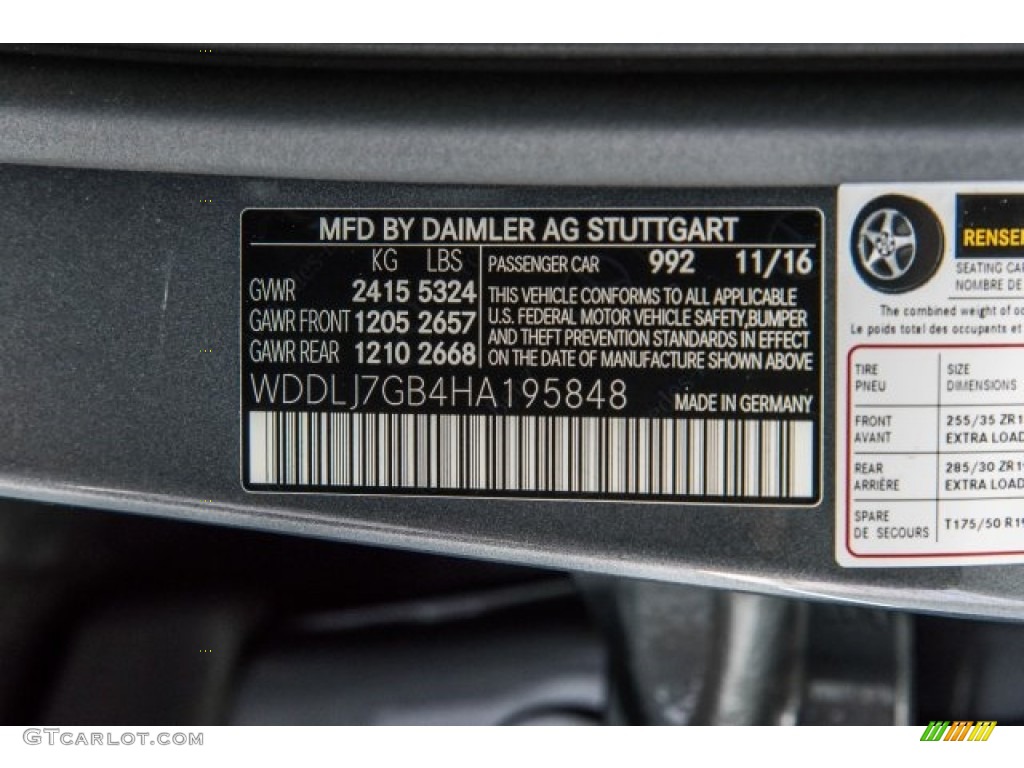 MFD BY DAIMLER AG STUTTGART
KG LBS
GVWR 2415 5324
GAWR FRONT 1205 2657
GAWR REAR 1210 2668
PASSENGER CAR 992 11/16
THIS VEHICLE CONFORMS TO ALL APPLICABLE
U.S. FEDERAL MOTOR VEHICLE SAFETY,BUMPER
AND THEFT PREVENTION STANDARDS IN EFFECT
ON THE DATE OF MANUFACTURE SHOWN ABOVE
WDDLJ7GB4HA195848
MADE IN GERMANY
RENSEI
SEATING CA
NOMBRE DE
The combined weight of oc
Le poids total des occupants et
TIRE SIZE
PNEU DIMENSIONS
FRONT 255/35 ZR1
AVANT EXTRA LOAD
REAR 285/30 ZR1
ARRIÈRE EXTRA LOAD
SPARE
DE SECOURS
T175/50 R19
GTCARLOT.COM